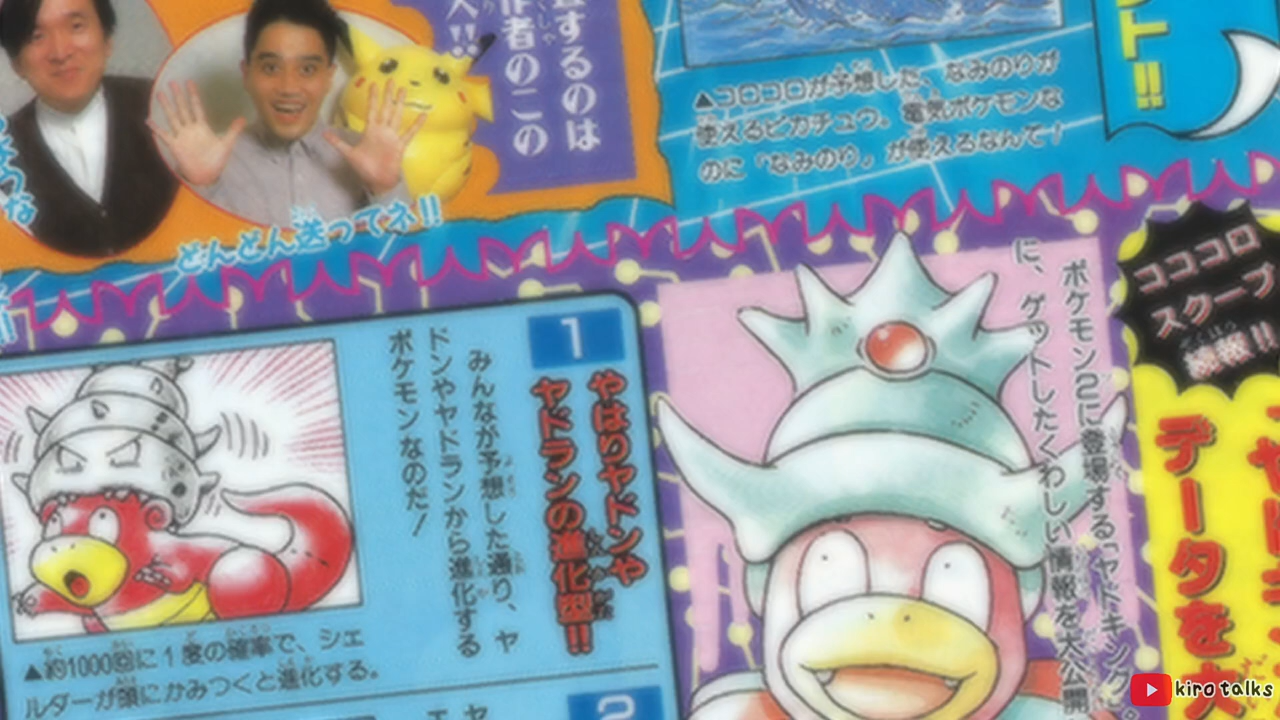 するのは
者のこの
ような
どんどん送ってネ!!
▲コロコロが予想した、なみのりが
使えるピカチュウ。電気ポケモンな
のに「なみのり」が使えるなんて!
ト!!
コココロ
スクープ
データを大
ポケモン2に登場する「ヤドキング」。
に、ゲットしたくわしい情報を大公開
1
やはりヤドンや
ヤドランの進化型!!
みんなが予想した通り、ヤ
ドンやヤドランから進化する
ポケモンなのだ!
▲約1000回に1度の確率で、シェ
ルダーが頭にかみつくと進化する。
2
kiro talks